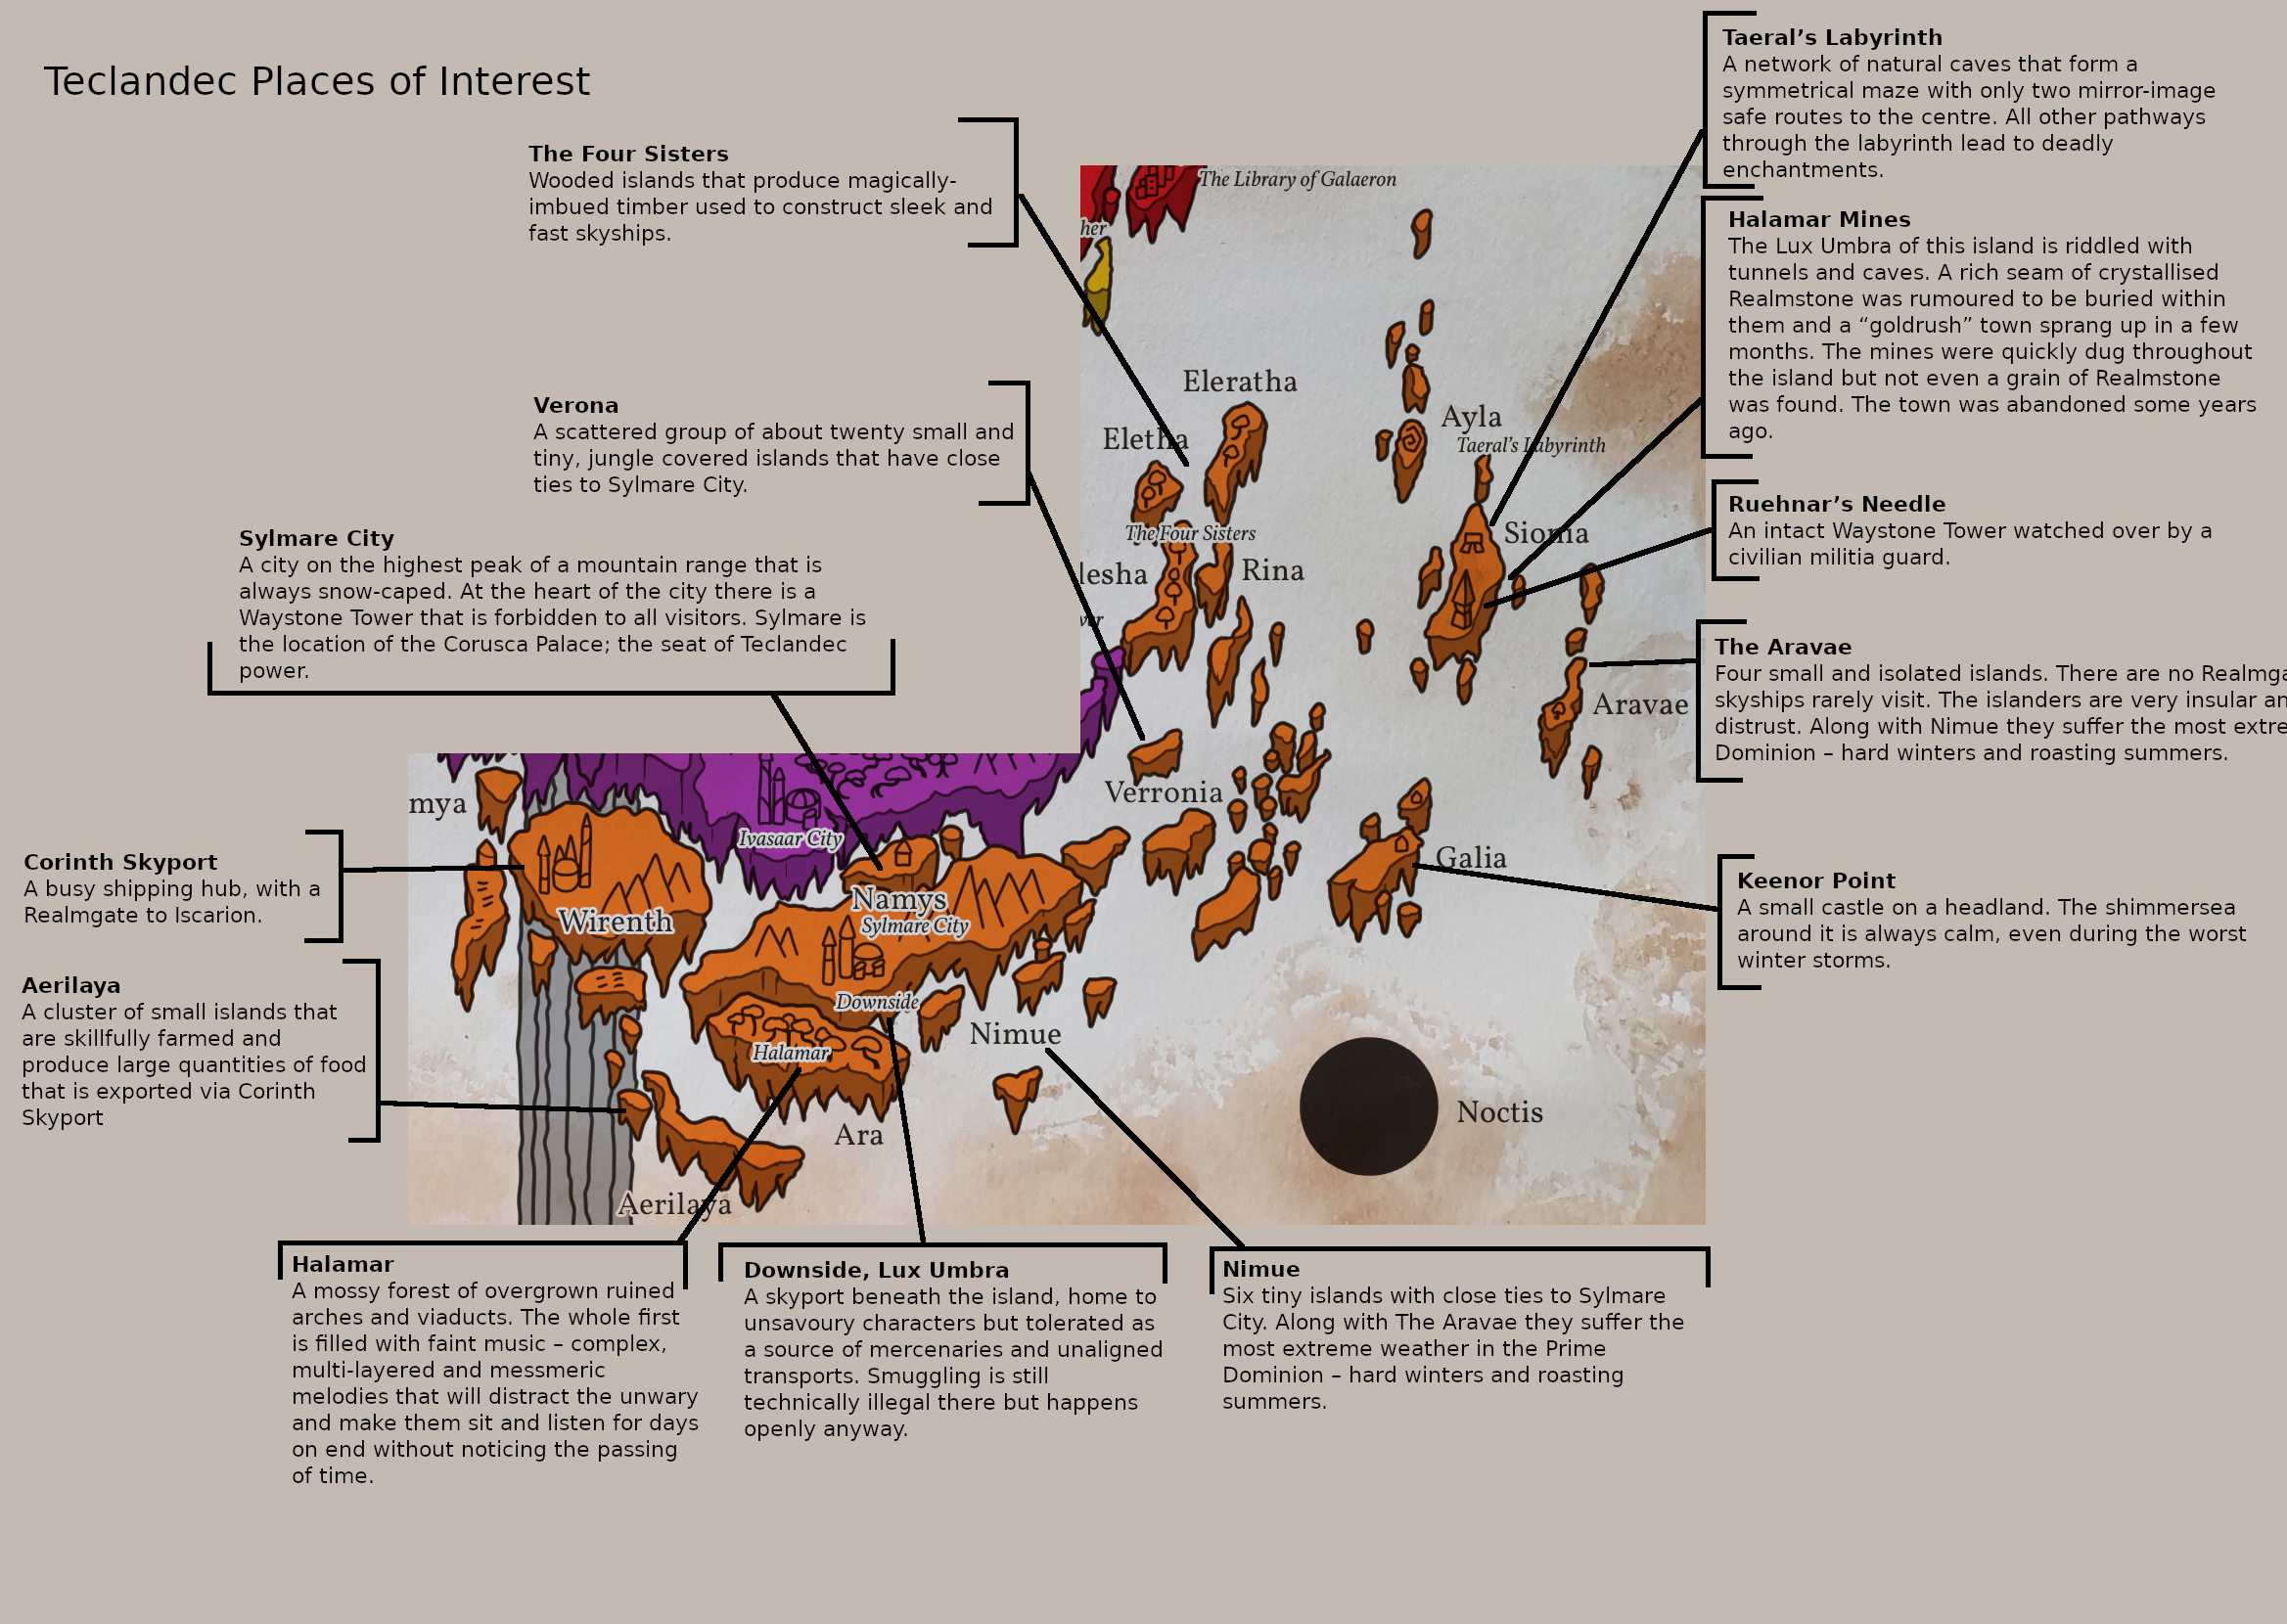 Teclandec Places of Interest
The Four Sisters
Wooded islands that produce magically-
imbued timber used to construct sleek and
fast skyships.
Verona
A scattered group of about twenty small and
tiny, jungle covered islands that have close
ties to Sylmare City.
Sylmare City
A city on the highest peak of a mountain range that is
always snow-caped. At the heart of the city there is a
Waystone Tower that is forbidden to all visitors. Sylmare is
the location of the Corusca Palace; the seat of Teclandec
power.
Corinth Skyport
A busy shipping hub, with a
Realmgate to Iscarion.
Aerilaya
A cluster of small islands that
are skillfully farmed and
produce large quantities of food
that is exported via Corinth
Skyport
Taeral’s Labyrinth
A network of natural caves that form a
symmetrical maze with only two mirror-image
safe routes to the centre. All other pathways
through the labyrinth lead to deadly
enchantments.
Halamar Mines
The Lux Umbra of this island is riddled with
tunnels and caves. A rich seam of crystallised
Realmstone was rumoured to be buried within
them and a “goldrush” town sprang up in a few
months. The mines were quickly dug throughout
the island but not even a grain of Realmstone
was found. The town was abandoned some years
ago.
Ruehnar’s Needle
An intact Waystone Tower watched over by a
civilian militia guard.
The Aravae
Four small and isolated islands. There are no Realmga
skyships rarely visit. The islanders are very insular an
distrust. Along with Nimue they suffer the most extre
Dominion – hard winters and roasting summers.
Keenor Point
A small castle on a headland. The shimmersea
around it is always calm, even during the worst
winter storms.
The Library of Galaeron
her
Eleratha
Eletha
Ayla
Taeral’s Labyrinth
The Four Sisters
Sionia
lesha
Rina
ver
Aravae
Verronia
mya
Ivasaar City
Galia
Namys
Wirenth
Sylmare City
Downside
Nimue
Halamar
Noctis
Ara
Aerilaya
Halamar
A mossy forest of overgrown ruined
arches and viaducts. The whole first
is filled with faint music – complex,
multi-layered and messmeric
melodies that will distract the unwary
and make them sit and listen for days
on end without noticing the passing
of time.
Downside, Lux Umbra
A skyport beneath the island, home to
unsavoury characters but tolerated as
a source of mercenaries and unaligned
transports. Smuggling is still
technically illegal there but happens
openly anyway.
Nimue
Six tiny islands with close ties to Sylmare
City. Along with The Aravae they suffer the
most extreme weather in the Prime
Dominion – hard winters and roasting
summers.